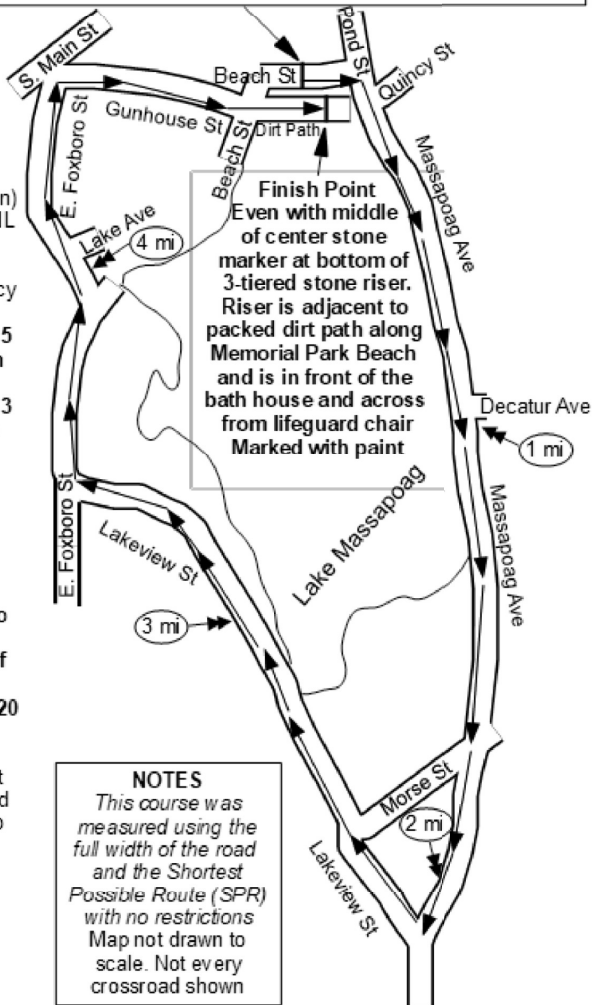 S. Main St
Beach St
Pond St
Quincy St
Gunhouse St
Dirt Path
Beach St
E. Foxboro St
Massapoag Ave
Lake Ave
4 mi
Finish Point
Even with middle
of center stone
marker at bottom of
3-tiered stone riser.
Riser is adjacent to
packed dirt path along
Memorial Park Beach
and is in front of the
bath house and across
from lifeguard chair
Marked with paint
Decatur Ave
1 mi
Massapoag Ave
Lake Massapoag
E. Foxboro St
Lakeview St
3 mi
Morse St
2 mi
Lakeview St
5
3
20
NOTES
This course was
measured using the
full width of the road
and the Shortest
Possible Route (SPR)
with no restrictions
Map not drawn to
scale. Not every
crossroad shown